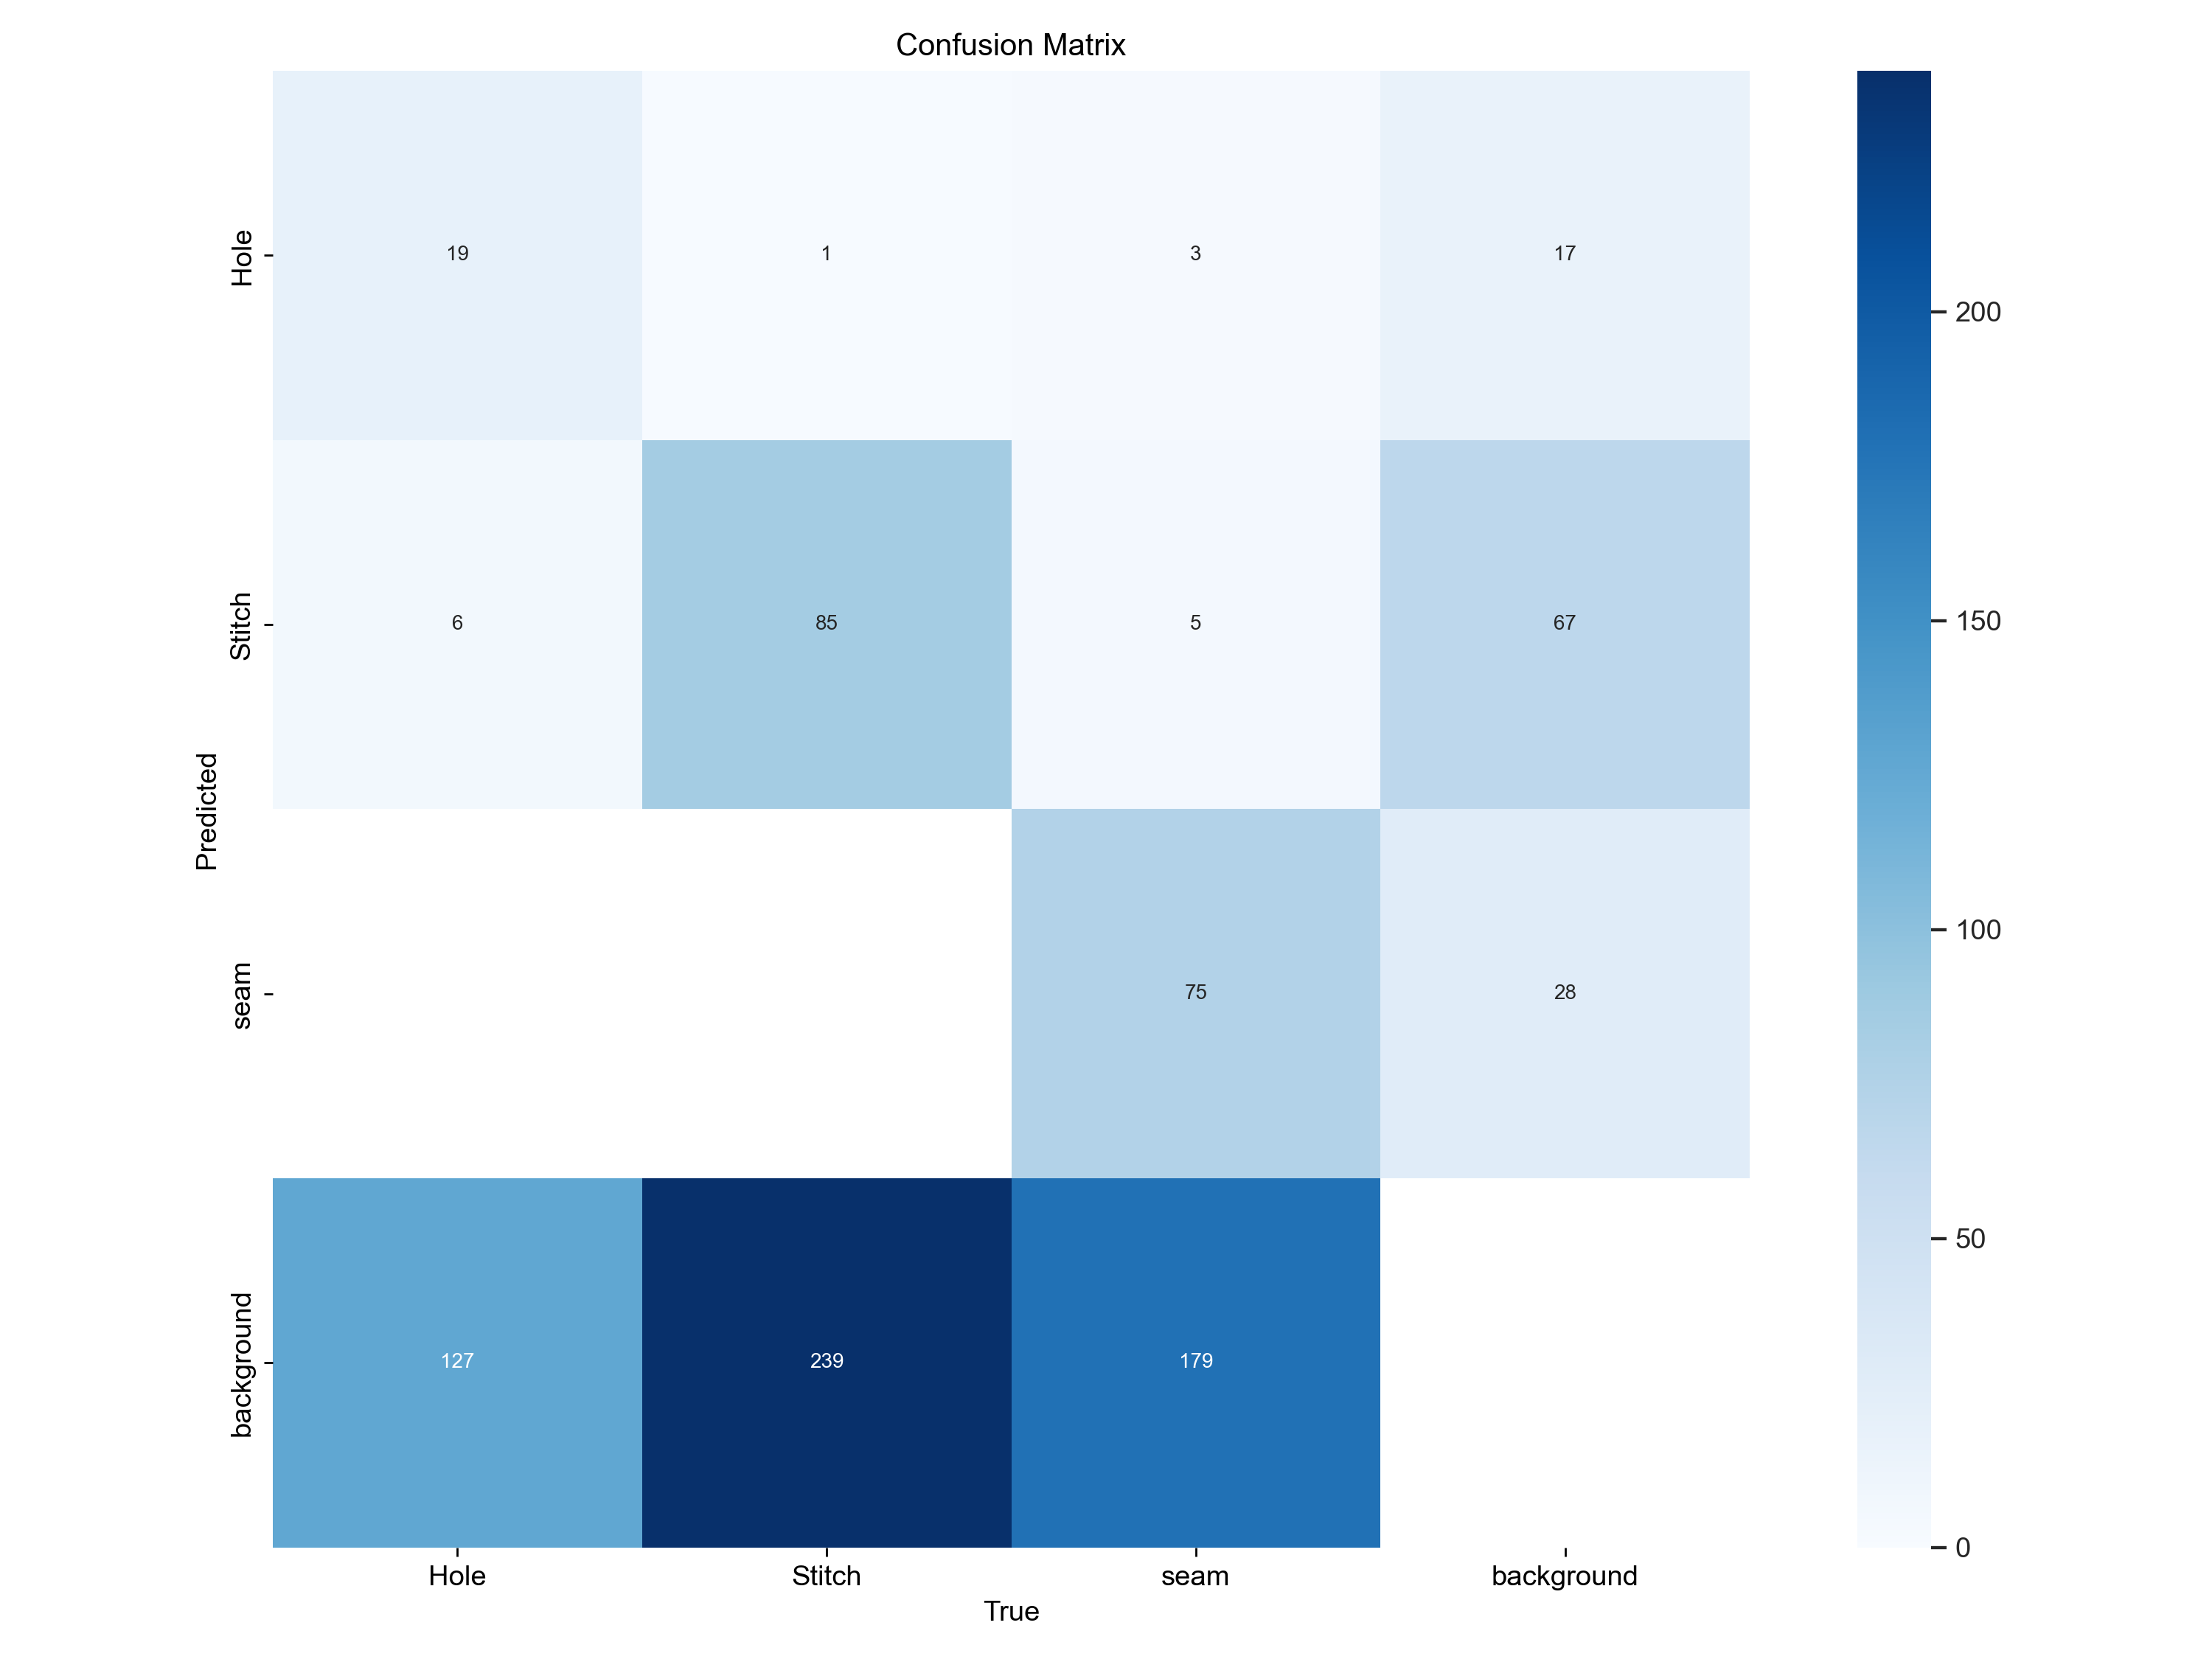 Confusion Matrix
Hole
19
1
3
17
Stitch
6
85
5
67
seam
75
28
background
127
239
179
Predicted
Hole
Stitch
seam
background
True
200
150
100
50
0